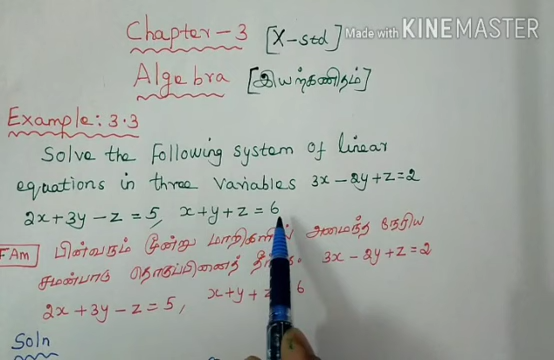 Chapter-3 [X-std]
Made with KINEMASTER
Algebra [இயற்கணிதம்]
Example: 3.3
Solve the following system of linear
equations in three variables 3x-2y+z=2
2x+3y-z=5, x+y+z=6
FAm பின்வரும் மூன்று மாறிகளில் அமைந்த நேரிய
சமன்பாடு தொகுப்பினைத் 3x-2y+z=2
2x+3y-z=5, x+y+ 6
Soln